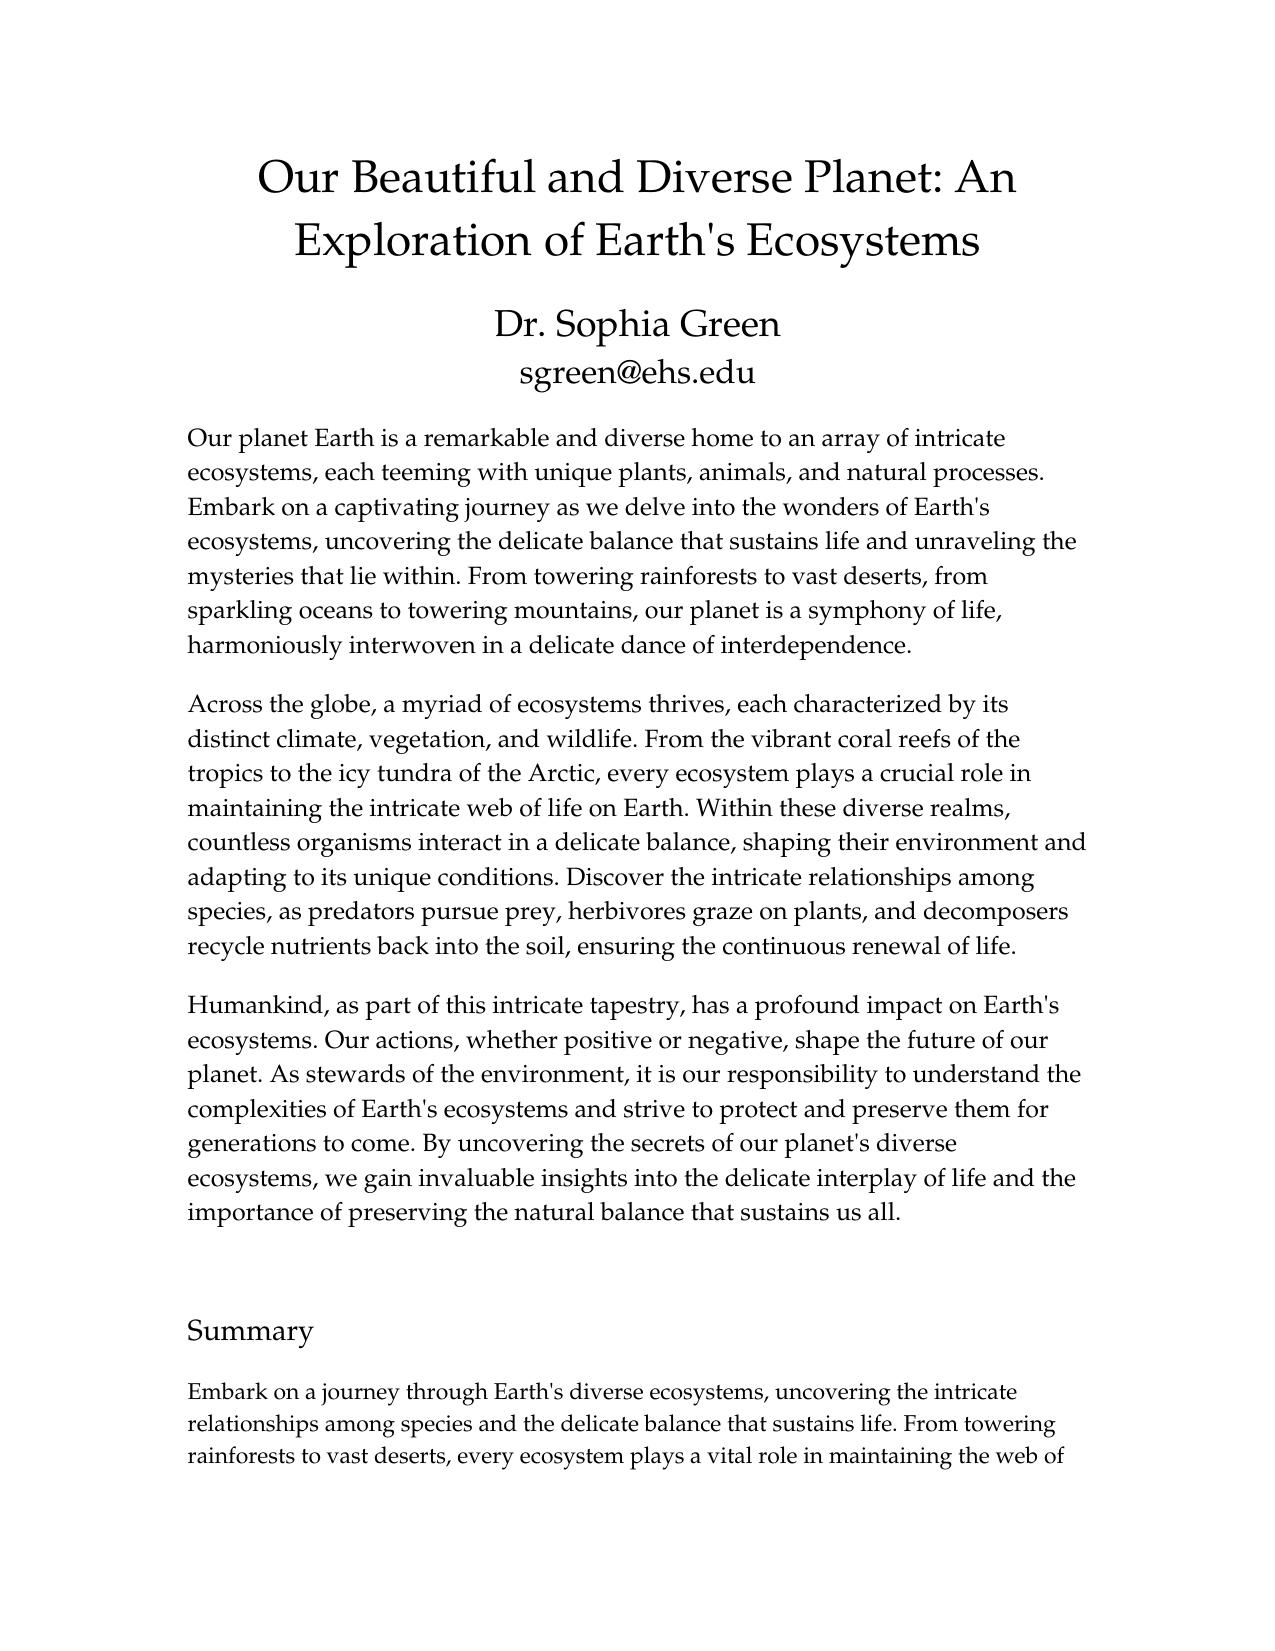 Our Beautiful and Diverse Planet: An
Exploration of Earth's Ecosystems
Dr. Sophia Green
sgreen@ehs.edu
Our planet Earth is a remarkable and diverse home to an array of intricate
ecosystems, each teeming with unique plants, animals, and natural processes.
Embark on a captivating journey as we delve into the wonders of Earth's
ecosystems, uncovering the delicate balance that sustains life and unraveling the
mysteries that lie within. From towering rainforests to vast deserts, from
sparkling oceans to towering mountains, our planet is a symphony of life,
harmoniously interwoven in a delicate dance of interdependence.
Across the globe, a myriad of ecosystems thrives, each characterized by its
distinct climate, vegetation, and wildlife. From the vibrant coral reefs of the
tropics to the icy tundra of the Arctic, every ecosystem plays a crucial role in
maintaining the intricate web of life on Earth. Within these diverse realms,
countless organisms interact in a delicate balance, shaping their environment and
adapting to its unique conditions. Discover the intricate relationships among
species, as predators pursue prey, herbivores graze on plants, and decomposers
recycle nutrients back into the soil, ensuring the continuous renewal of life.
Humankind, as part of this intricate tapestry, has a profound impact on Earth's
ecosystems. Our actions, whether positive or negative, shape the future of our
planet. As stewards of the environment, it is our responsibility to understand the
complexities of Earth's ecosystems and strive to protect and preserve them for
generations to come. By uncovering the secrets of our planet's diverse
ecosystems, we gain invaluable insights into the delicate interplay of life and the
importance of preserving the natural balance that sustains us all.
Summary
Embark on a journey through Earth's diverse ecosystems, uncovering the intricate
relationships among species and the delicate balance that sustains life. From towering
rainforests to vast deserts, every ecosystem plays a vital role in maintaining the web of